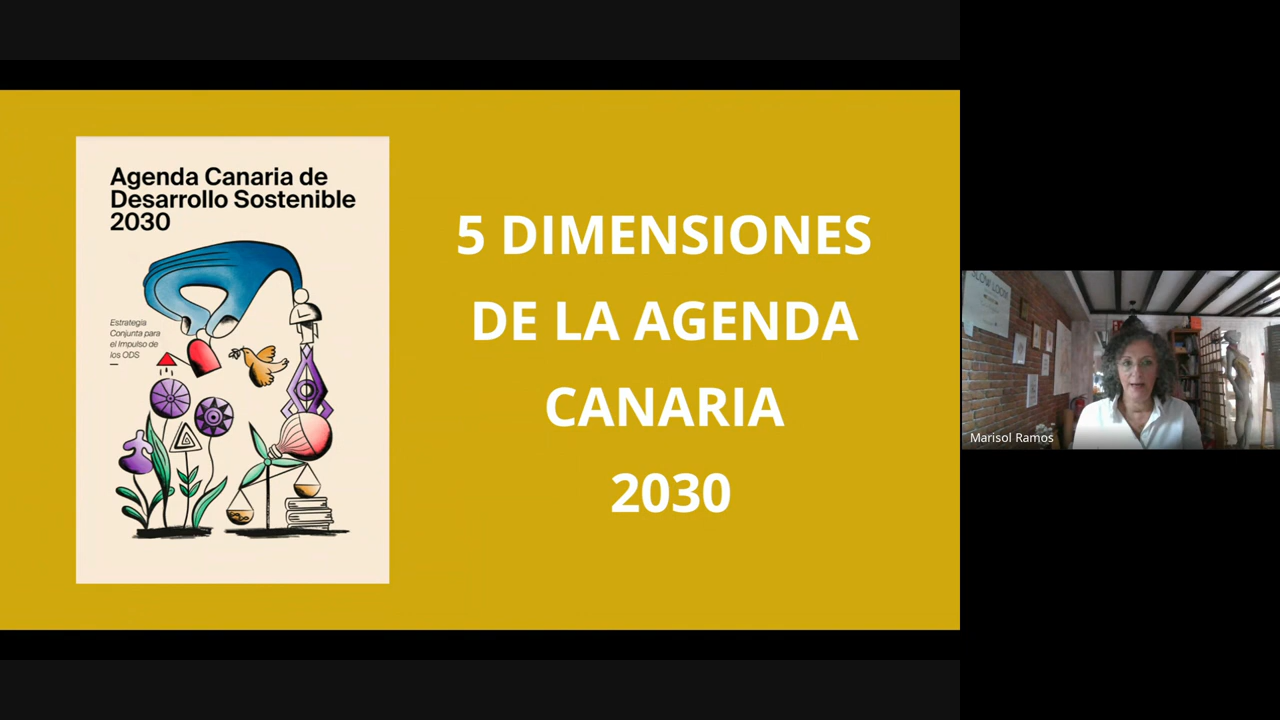 Agenda Canaria de
Desarrollo Sostenible
2030
Estrategia
Conjunta para
el Impulso de
los ODS
5 DIMENSIONES
DE LA AGENDA
CANARIA
2030
Marisol Ramos